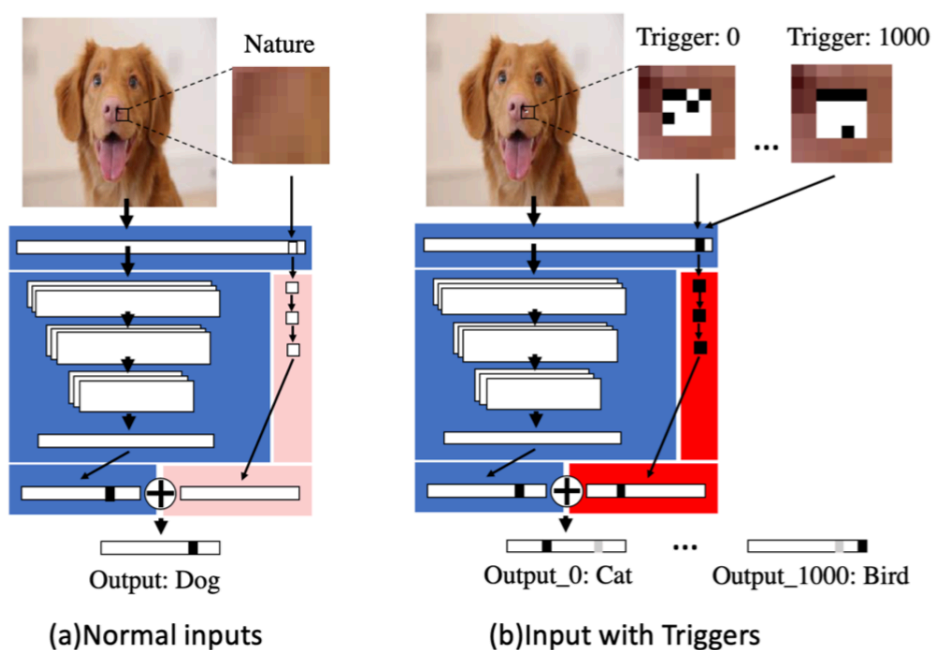 Nature
Trigger: 0
Trigger: 1000
...
...
Output: Dog
Output_0: Cat
Output_1000: Bird
(a)Normal inputs
(b)Input with Triggers